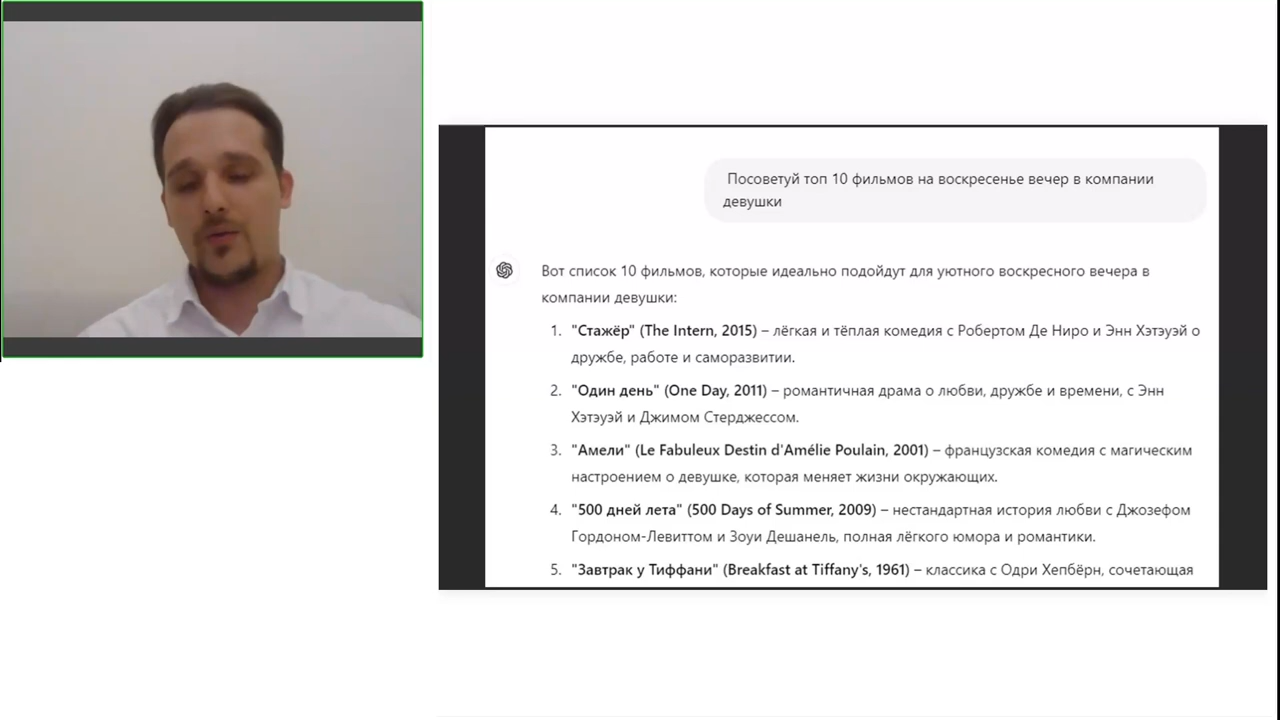 Посоветуй топ 10 фильмов на воскресенье вечер в компании
девушки
Вот список 10 фильмов, которые идеально подойдут для уютного воскресного вечера в
компании девушки:
1. "Стажёр" (The Intern, 2015) – лёгкая и тёплая комедия с Робертом Де Ниро и Энн Хэтэуэй о
дружбе, работе и саморазвитии.
2. "Один день" (One Day, 2011) – романтичная драма о любви, дружбе и времени, с Энн
Хэтэуэй и Джимом Стерджессом.
3. "Амели" (Le Fabuleux Destin d'Amélie Poulain, 2001) – французская комедия с магическим
настроением о девушке, которая меняет жизни окружающих.
4. "500 дней лета" (500 Days of Summer, 2009) – нестандартная история любви с Джозефом
Гордоном-Левиттом и Зоуи Дешанель, полная лёгкого юмора и романтики.
5. "Завтрак у Тиффани" (Breakfast at Tiffany's, 1961) – классика с Одри Хепбёрн, сочетающая